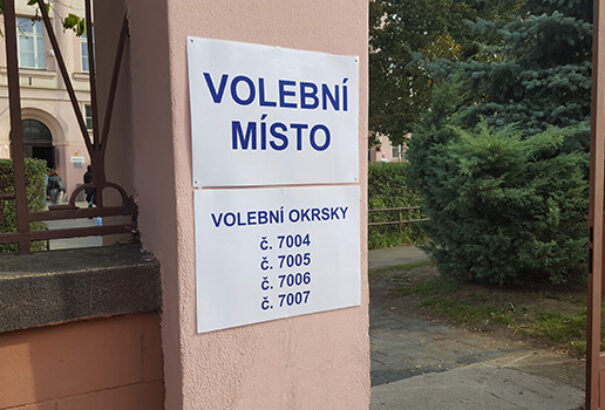 VOLEBNÍ
MÍSTO
VOLEBNÍ OKRSKY
č. 7004
č. 7005
č. 7006
č. 7007